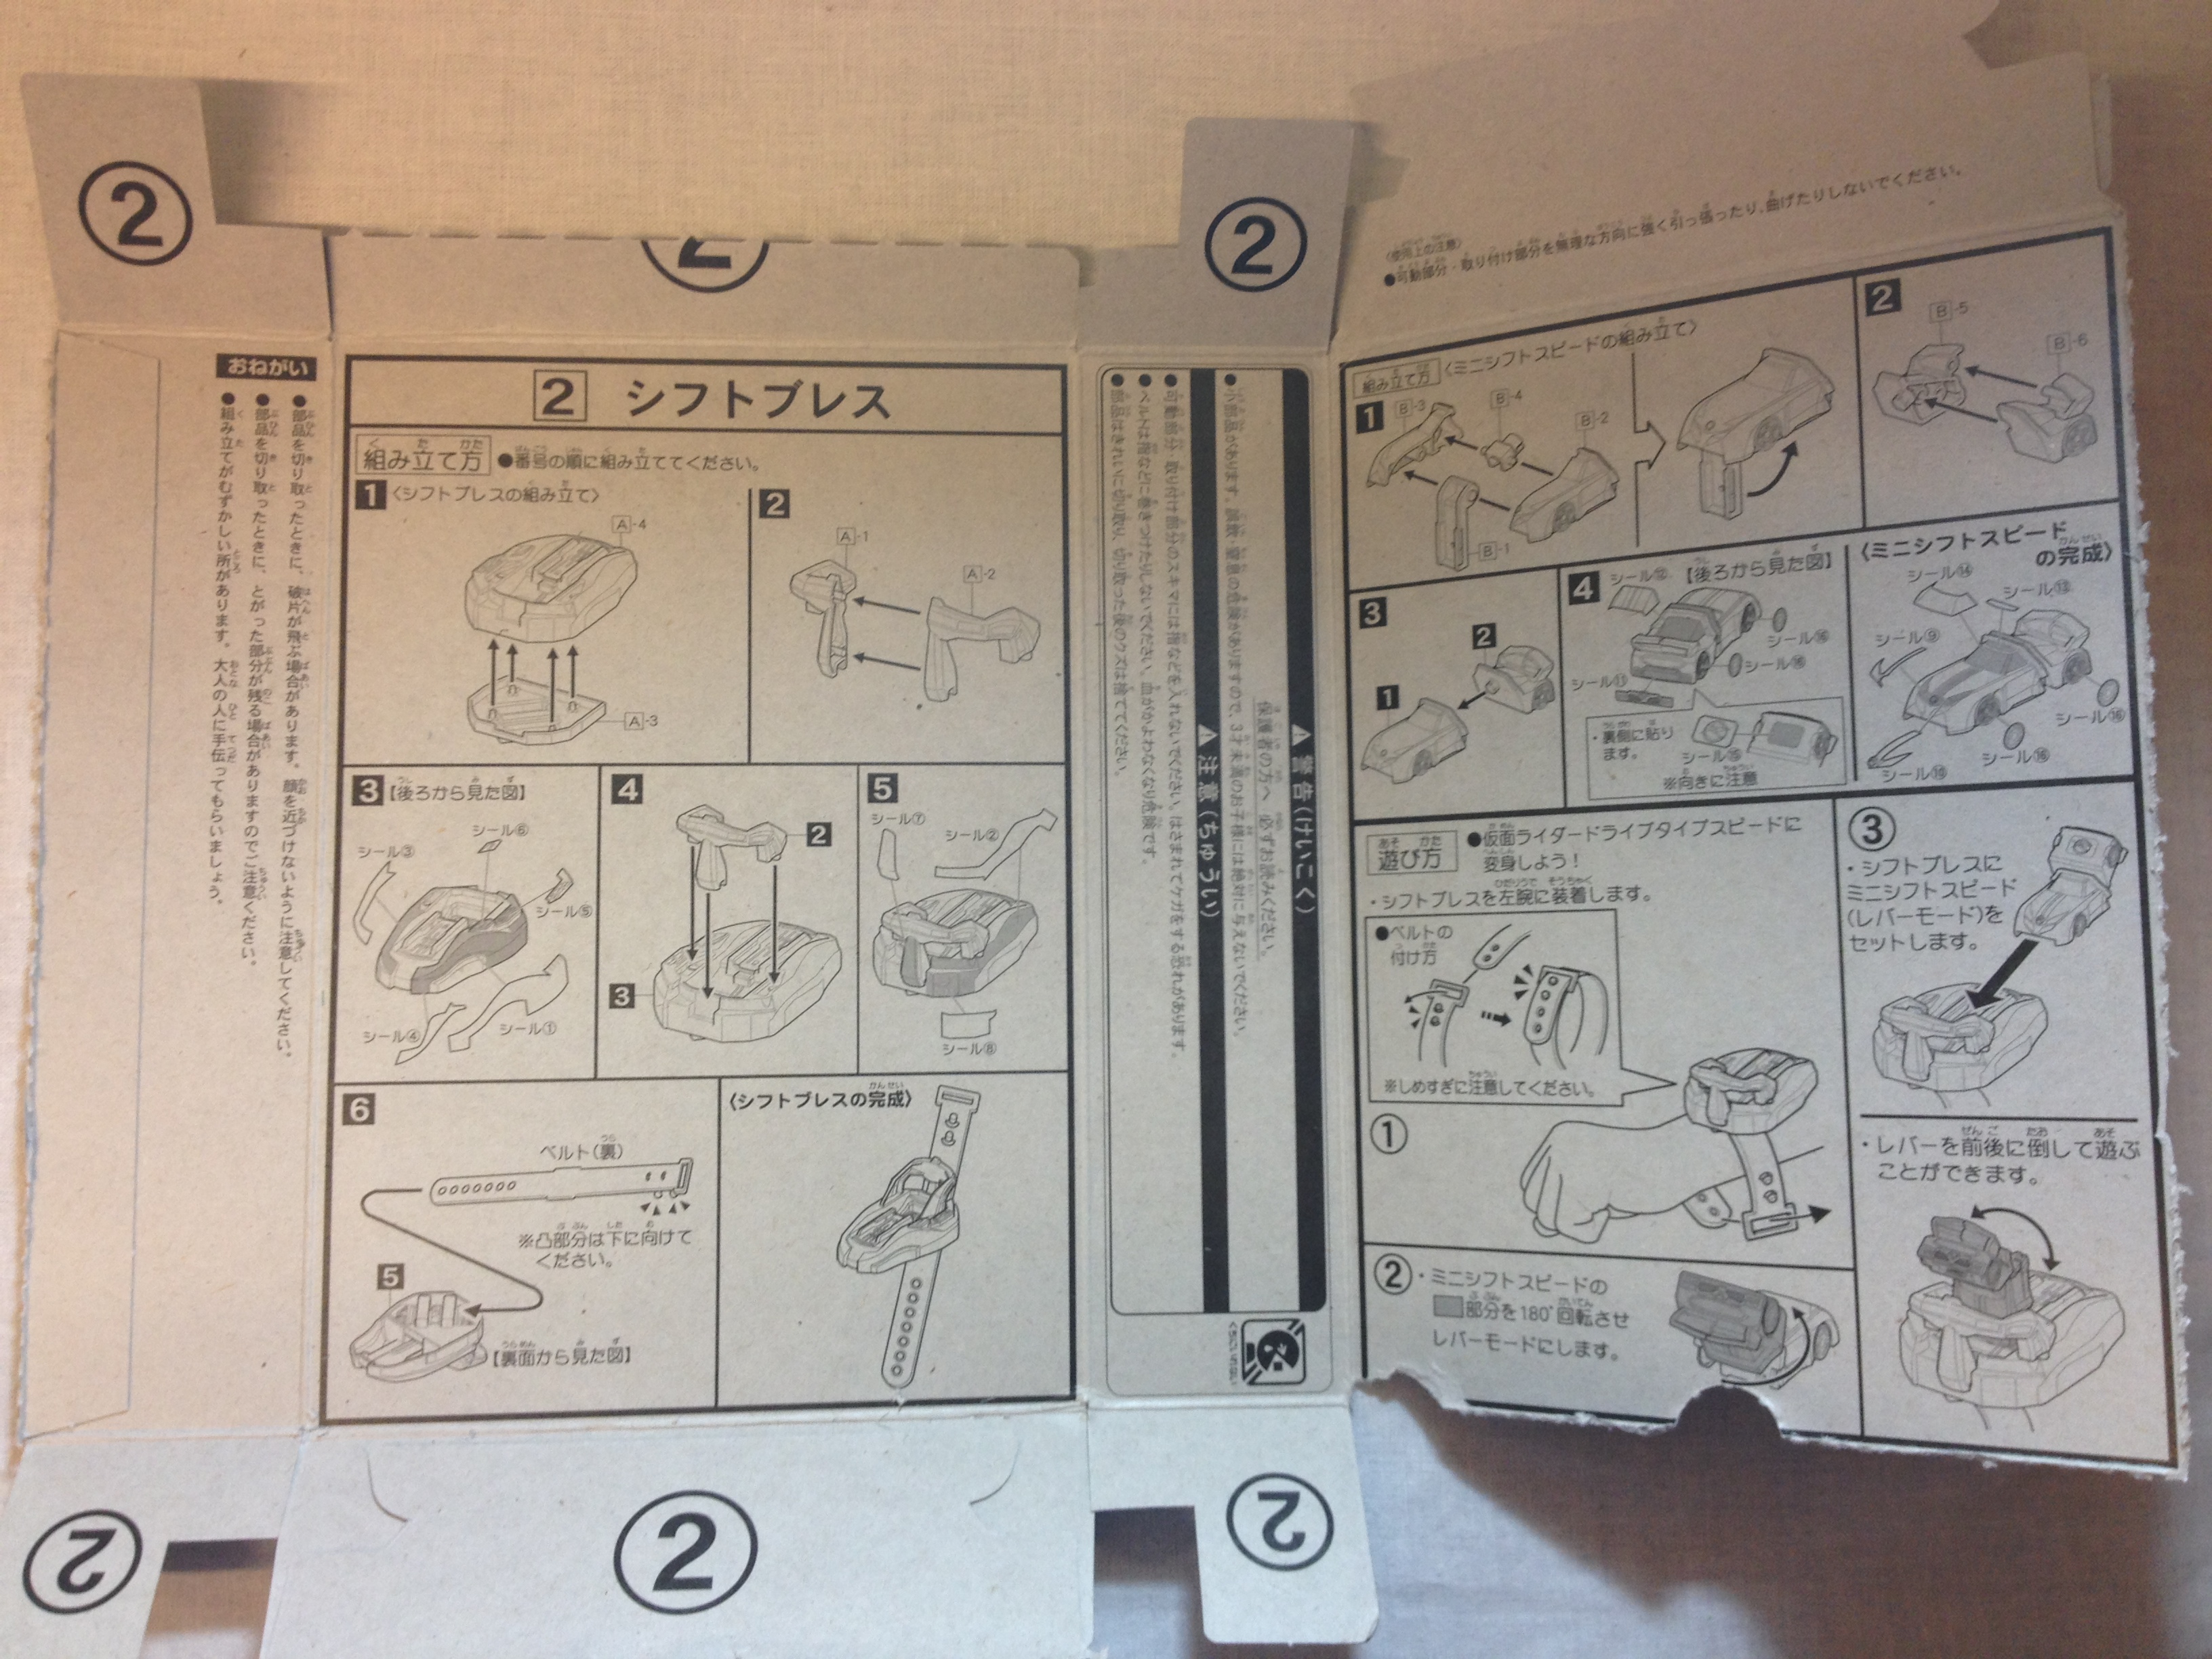 ②
おねがい
●部品を切り取ったときに、破片が飛ぶ場合があります。顔を近づけないように注意してください。
●部品を切り取ったときに、とがった部分が残る場合がありますのでご注意ください。
●組み立てがむずかしい所があります。大人の人に手伝ってもらいましょう。
②
②
2 シフトブレス
組み立て方 ●番号の順に組み立ててください。
1 〈シフトブレスの組み立て〉
A-4
A-3
2
A-1
A-2
3 【後ろから見た図】
シール⑥
シール③
シール⑤
シール④
シール①
4
2
3
5
シール⑦
シール②
シール⑧
6
ベルト(裏)
※凸部分は下に向けて
ください。
5
【裏面から見た図】
〈シフトブレスの完成〉
②
②
⚠警告(けいこく)
保護者の方へ 必ずお読みください。
●小部品があります。誤飲・窒息の危険がありますので、3才未満のお子様には絶対に与えないでください。
⚠注意(ちゅうい)
●可動部分・取り付け部分のスキマには指などを入れないでください。はさまれてケガをする恐れがあります。
●ベルトは指などに巻きつけたりしないでください。血がかよわなくなり危険です。
●部品はきれいに切り取り、切り取った後のクズは捨ててください。
くちにいれない
②
〈使用上の注意〉
●可動部分・取り付け部分を無理な方向に強く引っ張ったり、曲げたりしないでください。
組み立て方 〈ミニシフトスピードの組み立て〉
1
B-3
B-4
B-2
B-1
2
B-5
B-6
3
2
1
4
シール⑫
【後ろから見た図】
シール⑯
シール⑯
シール⑪
・裏側に貼り
ます。
シール⑮
※向きに注意
〈ミニシフトスピード
の完成〉
シール⑭
シール⑬
シール⑨
シール⑯
シール⑯
シール⑩
遊び方 ●仮面ライダードライブタイプスピードに
変身しよう!
・シフトブレスを左腕に装着します。
●ベルトの
付け方
※しめすぎに注意してください。
①
②・ミニシフトスピードの
部分を180°回転させ
レバーモードにします。
③
・シフトブレスに
ミニシフトスピード
(レバーモード)を
セットします。
・レバーを前後に倒して遊ぶ
ことができます。